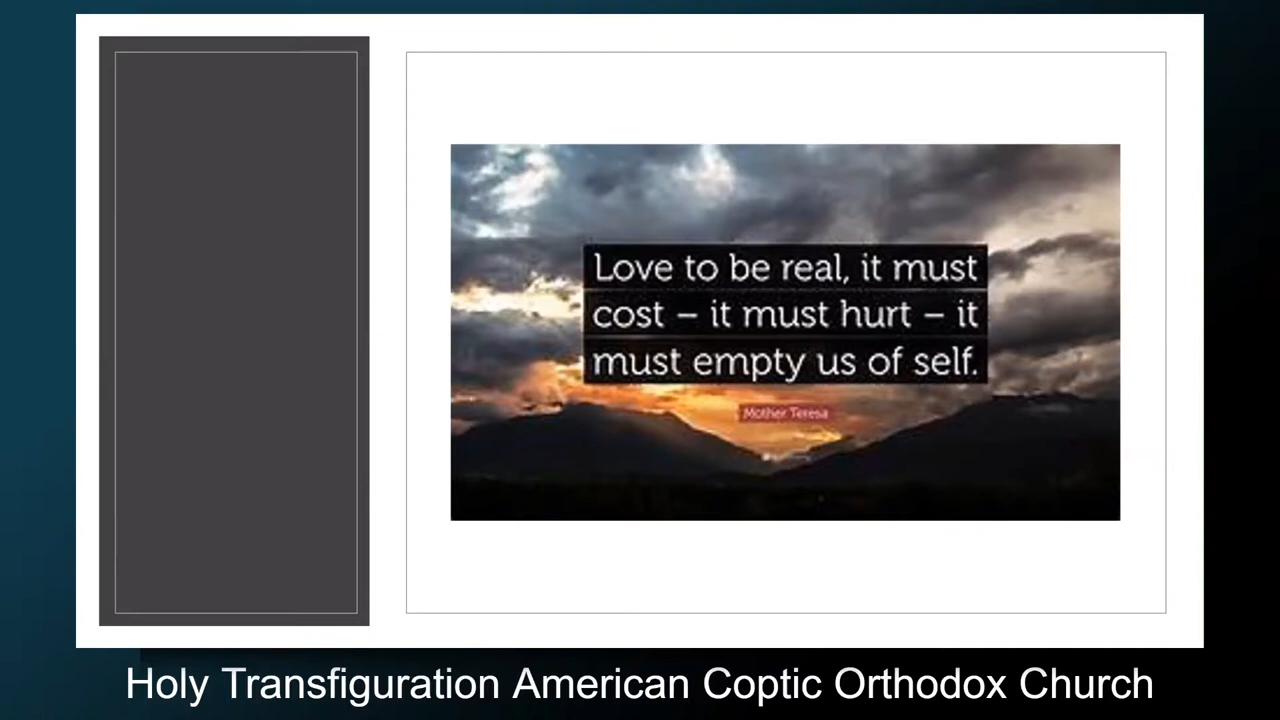 Love to be real, it must
cost – it must hurt – it
must empty us of self.
Mother Teresa
Holy Transfiguration American Coptic Orthodox Church